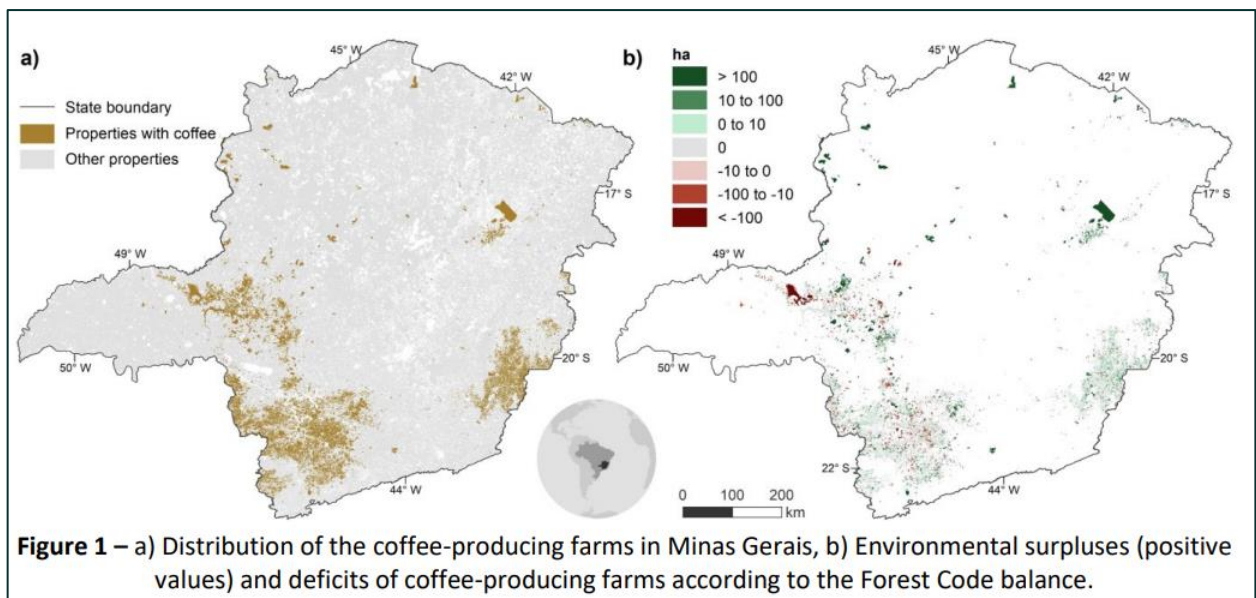 a)
45° W
42° W
State boundary
Properties with coffee
Other properties
17° S
49° W
50° W
20° S
44° W
b)
ha
> 100
10 to 100
0 to 10
0
-10 to 0
-100 to -10
< -100
45° W
42° W
17° S
49° W
50° W
20° S
22° S
44° W
0 100 200
km
Figure 1 – a) Distribution of the coffee-producing farms in Minas Gerais, b) Environmental surpluses (positive
values) and deficits of coffee-producing farms according to the Forest Code balance.